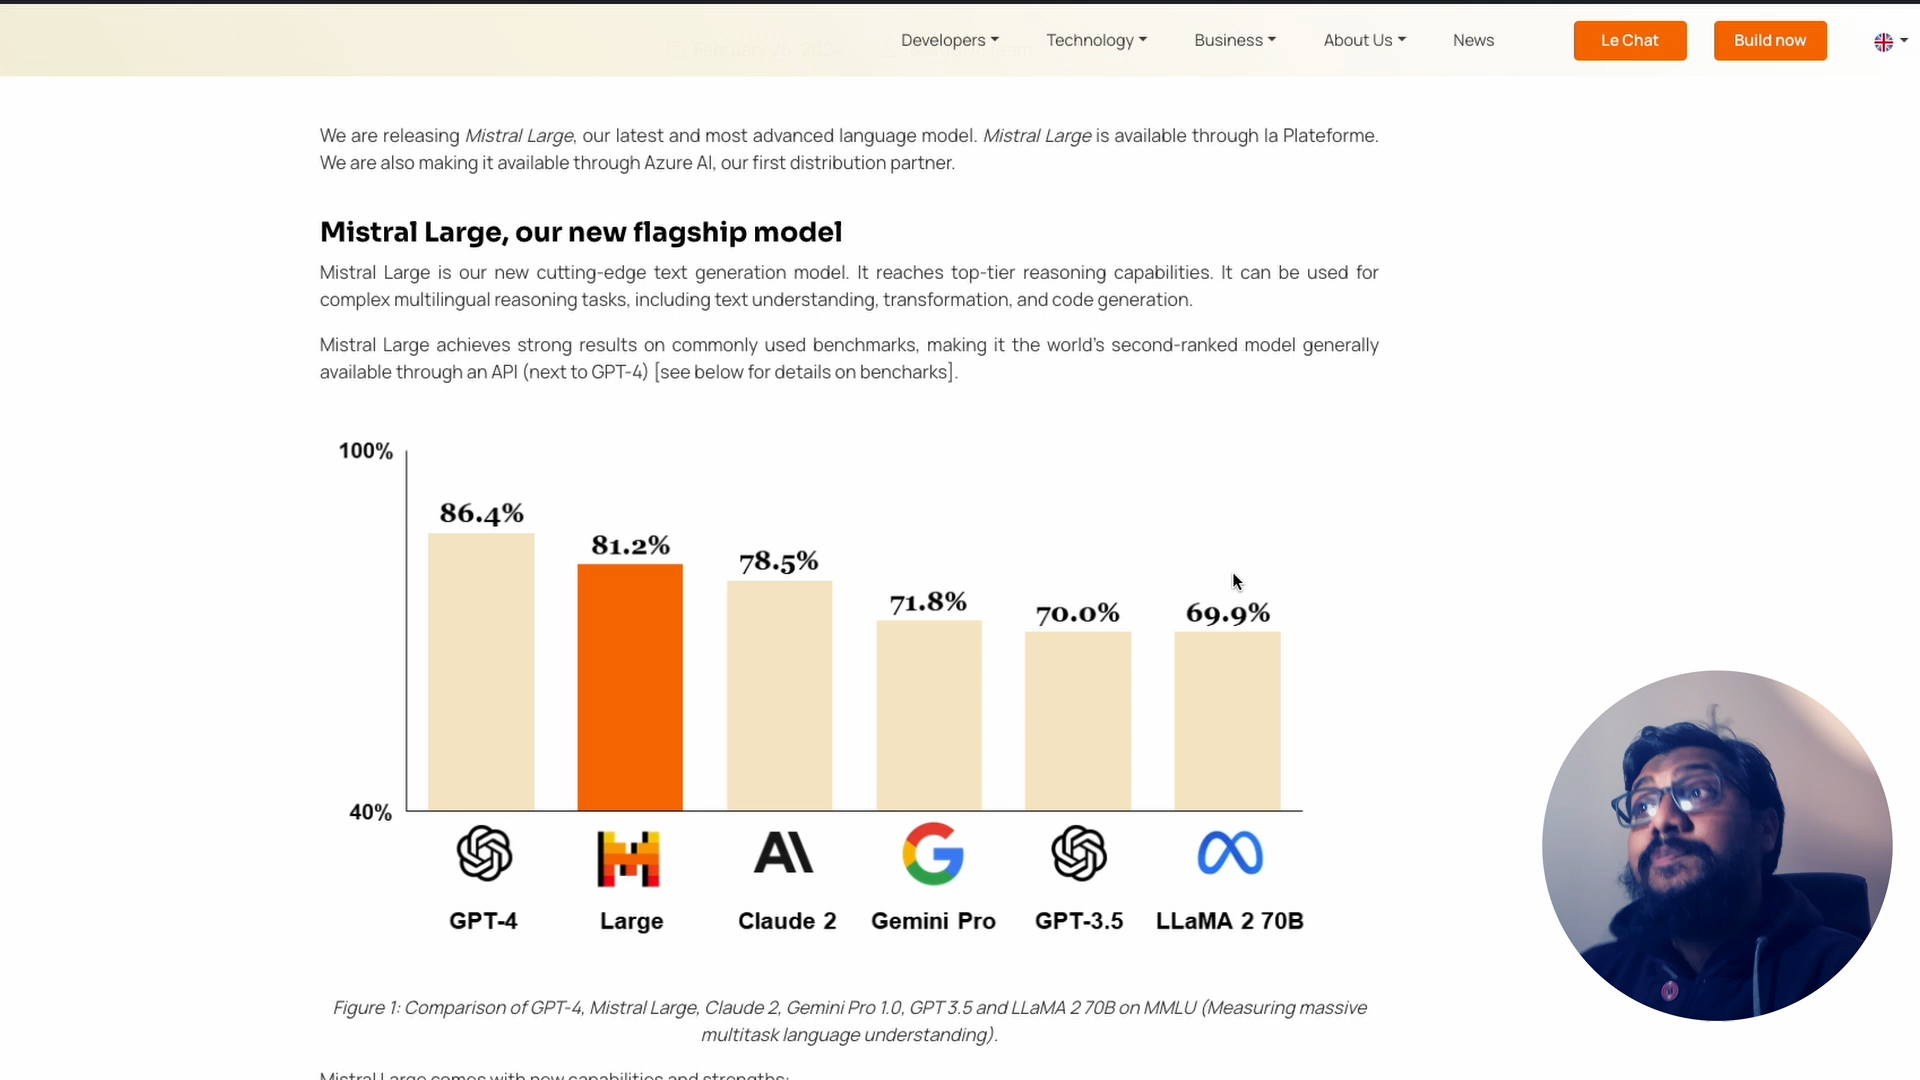 Developers Technology Business About Us News Le Chat Build now
We are releasing Mistral Large, our latest and most advanced language model. Mistral Large is available through la Plateforme.
We are also making it available through Azure AI, our first distribution partner.
Mistral Large, our new flagship model
Mistral Large is our new cutting-edge text generation model. It reaches top-tier reasoning capabilities. It can be used for
complex multilingual reasoning tasks, including text understanding, transformation, and code generation.
Mistral Large achieves strong results on commonly used benchmarks, making it the world's second-ranked model generally
available through an API (next to GPT-4) [see below for details on bencharks].
100%
86.4%
81.2%
78.5%
71.8%
70.0%
69.9%
40%
GPT-4 Large Claude 2 Gemini Pro GPT-3.5 LLaMA 2 70B
Figure 1: Comparison of GPT-4, Mistral Large, Claude 2, Gemini Pro 1.0, GPT 3.5 and LLaMA 2 70B on MMLU (Measuring massive
multitask language understanding).
Mistral Large comes with new capabilities and strengths: